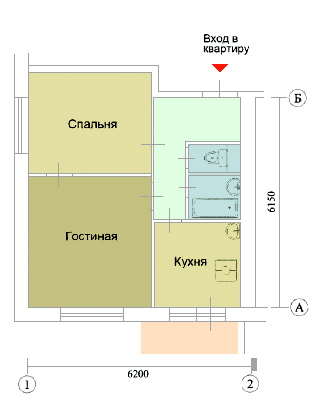 Вход в
квартиру
Б
Спальня
6150
Гостиная
Кухня
А
6200
1
2